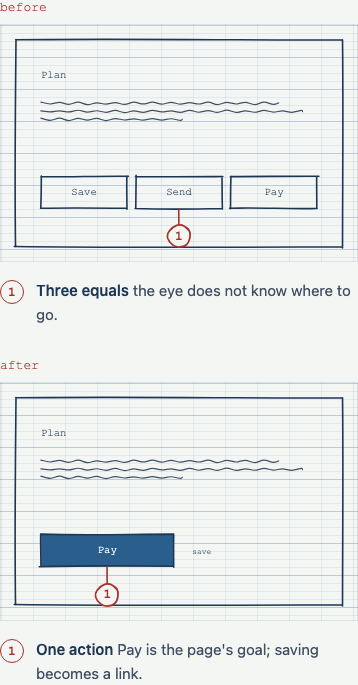 before
Plan
Save Send Pay
1
1 Three equals the eye does not know where to
go.
after
Plan
Pay save
1
1 One action Pay is the page's goal; saving
becomes a link.